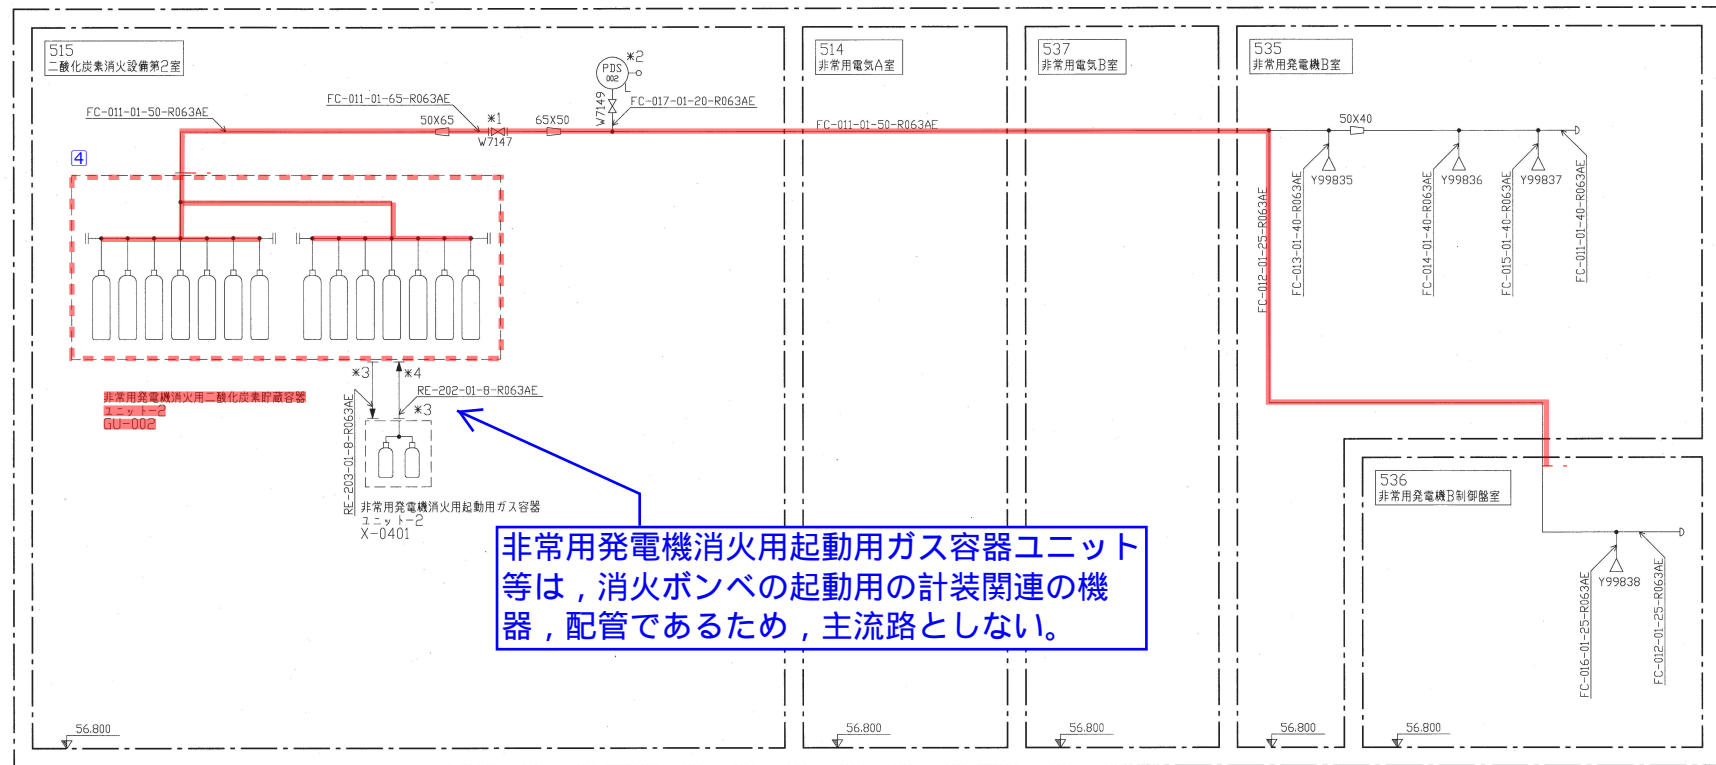 515
二酸化炭素消火設備第2室
514
非常用電気A室
537
非常用電気B室
535
非常用発電機B室
FC-011-01-50-R063AE
FC-011-01-65-R063AE
50X65
*1
W7147
65X50
PDS
002
*2
L
W7149
FC-017-01-20-R063AE
FC-011-01-50-R063AE
50X40
Y99835
Y99836
Y99837
FC-012-01-25-R063AE
FC-013-01-40-R063AE
FC-014-01-40-R063AE
FC-015-01-40-R063AE
FC-011-01-40-R063AE
4
*3
*4
RE-202-01-8-R063AE
*3
RE-203-01-8-R063AE
非常用発電機消火用二酸化炭素貯蔵容器
ユニット-2
GU-002
非常用発電機消火用起動用ガス容器
ユニット-2
X-0401
非常用発電機消火用起動用ガス容器ユニット
等は，消火ボンベの起動用の計装関連の機
器，配管であるため，主流路としない。
536
非常用発電機B制御盤室
Y99838
FC-016-01-25-R063AE
FC-012-01-25-R063AE
56.800
56.800
56.800
56.800
56.800